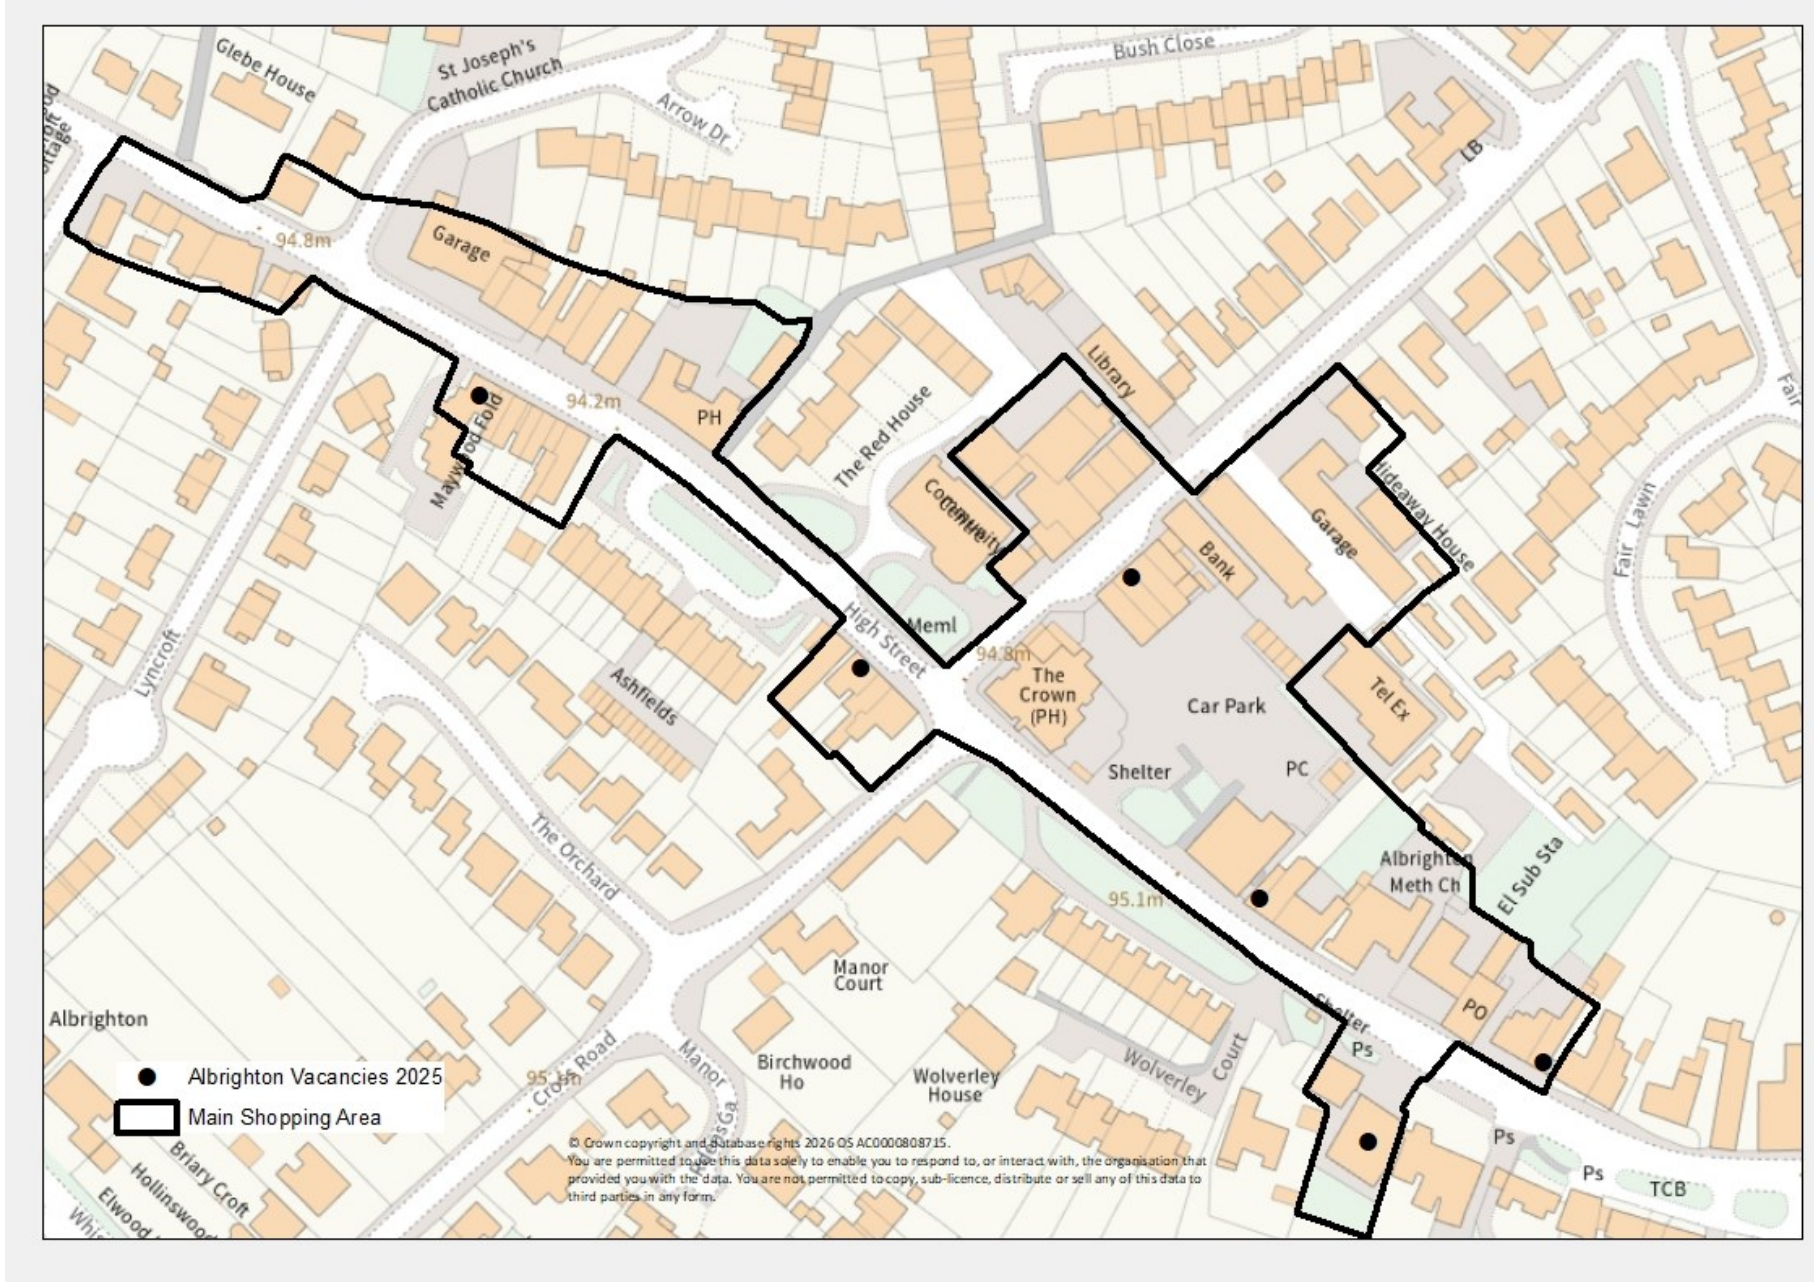 Glebe House
St Joseph's
Catholic Church
Bush Close
Arrow Dr
LB
94.8m
Garage
Library
Fair
94.2m
PH
The Red House
Maywood Fold
Community
Centre
Hideaway House
Garage
Bank
Fair Lawn
High Street
Meml
94.8m
Lyncroft
Ashfields
The
Crown
(PH)
Car Park
Tel Ex
Shelter
PC
The Orchard
Albrighton
Meth Ch
El Sub Sta
95.1m
Manor
Court
PO
Albrighton
Shelter
Ps
Cross Road
Manor
Birchwood
Ho
Wolverley
House
Wolverley
Court
Albrighton Vacancies 2025
Main Shopping Area
Ps
Ps
TCB
Briary Croft
Hollinswood
Elwood
Whis
© Crown copyright and database rights 2026 OS AC0000808715.
You are permitted to use this data solely to enable you to respond to, or interact with, the organisation that
provided you with the data. You are not permitted to copy, sub-licence, distribute or sell any of this data to
third parties in any form.